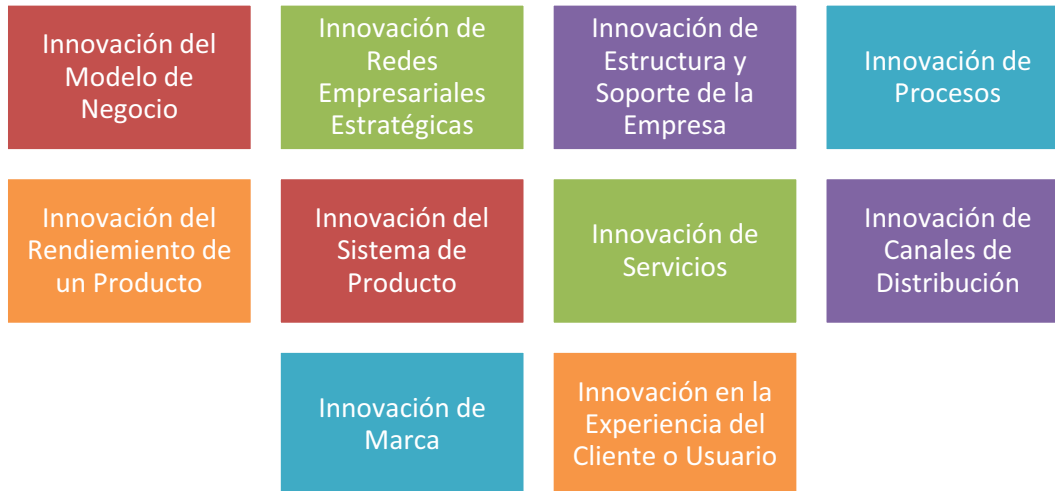 Innovación del
Modelo de
Negocio
Innovación de
Redes
Empresariales
Estratégicas
Innovación de
Estructura y
Soporte de la
Empresa
Innovación de
Procesos
Innovación del
Rendiemiento de
un Producto
Innovación del
Sistema de
Producto
Innovación de
Servicios
Innovación de
Canales de
Distribución
Innovación de
Marca
Innovación en la
Experiencia del
Cliente o Usuario